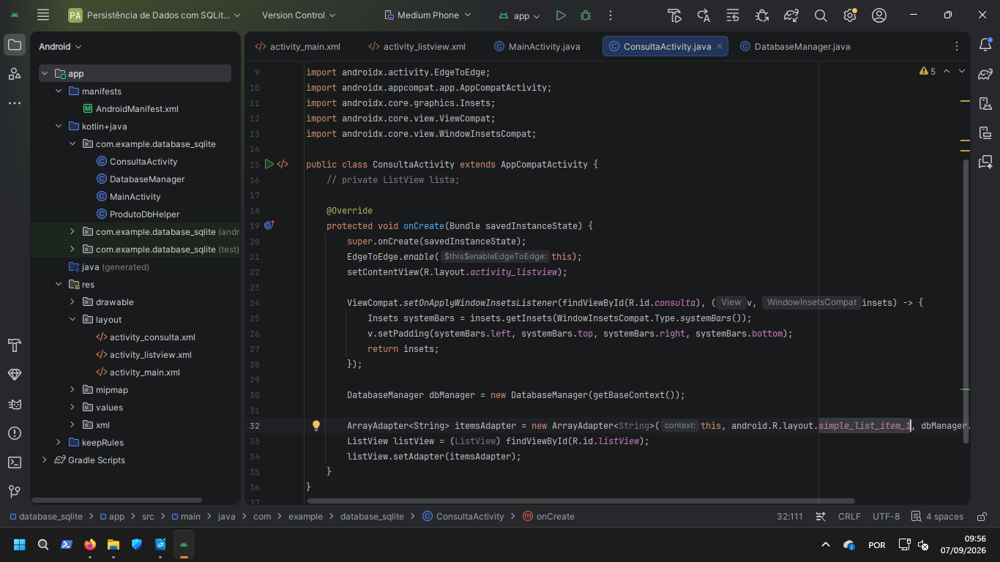 PA Persistência de Dados com SQLit... Version Control Medium Phone app
Android
activity_main.xml activity_listview.xml MainActivity.java ConsultaActivity.java DatabaseManager.java
app
manifests
AndroidManifest.xml
kotlin+java
com.example.database_sqlite
ConsultaActivity
DatabaseManager
MainActivity
ProdutoDbHelper
com.example.database_sqlite (andr
com.example.database_sqlite (test)
java (generated)
res
drawable
layout
activity_consulta.xml
activity_listview.xml
activity_main.xml
mipmap
values
xml
keepRules
Gradle Scripts
5
9 import androidx.activity.EdgeToEdge;
10 import androidx.appcompat.app.AppCompatActivity;
11 import androidx.core.graphics.Insets;
12 import androidx.core.view.ViewCompat;
13 import androidx.core.view.WindowInsetsCompat;
14
15 public class ConsultaActivity extends AppCompatActivity {
16 // private ListView lista;
17
18 @Override
19 protected void onCreate(Bundle savedInstanceState) {
20 super.onCreate(savedInstanceState);
21 EdgeToEdge.enable( $this$enableEdgeToEdge: this);
22 setContentView(R.layout.activity_listview);
23
24 ViewCompat.setOnApplyWindowInsetsListener(findViewById(R.id.consulta), ( View v, WindowInsetsCompat insets) -> {
25 Insets systemBars = insets.getInsets(WindowInsetsCompat.Type.systemBars());
26 v.setPadding(systemBars.left, systemBars.top, systemBars.right, systemBars.bottom);
27 return insets;
28 });
29
30 DatabaseManager dbManager = new DatabaseManager(getBaseContext());
31
32 ArrayAdapter<String> itemsAdapter = new ArrayAdapter<String>( context: this, android.R.layout.simple_list_item_1, dbManager.
33 ListView listView = (ListView) findViewById(R.id.listView);
34 listView.setAdapter(itemsAdapter);
35 }
36 }
37
database_sqlite > app > src > main > java > com > example > database_sqlite > ConsultaActivity > onCreate 32:111 CRLF UTF-8 4 spaces
POR
09:56
07/09/2026